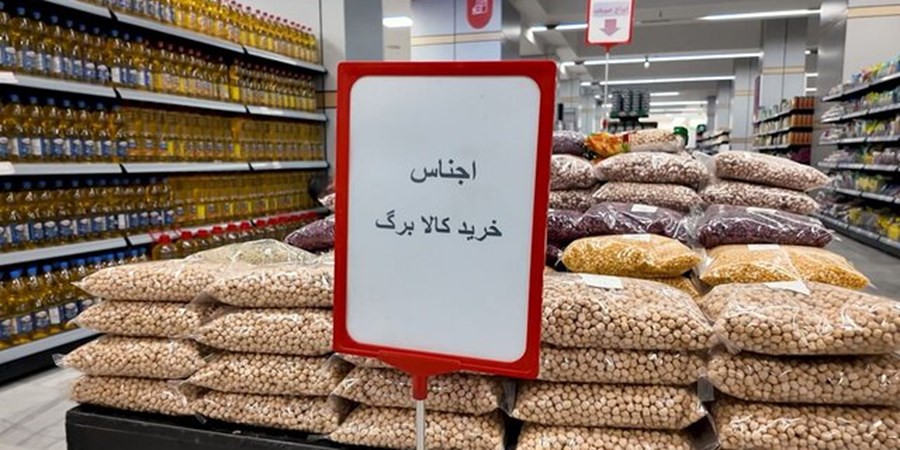 اجناس
خرید کالا برگ